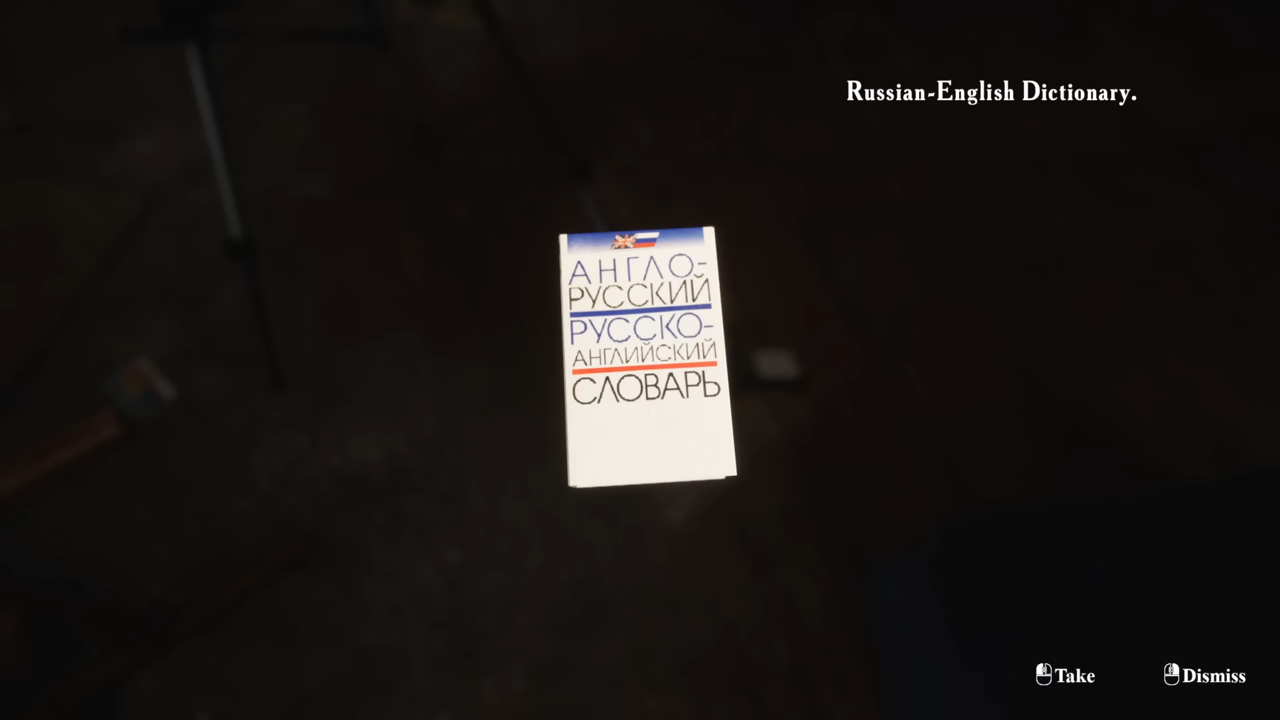 Russian-English Dictionary.
АНГЛО-
РУССКИЙ
РУССКО-
АНГЛИЙСКИЙ
СЛОВАРЬ
Take
Dismiss